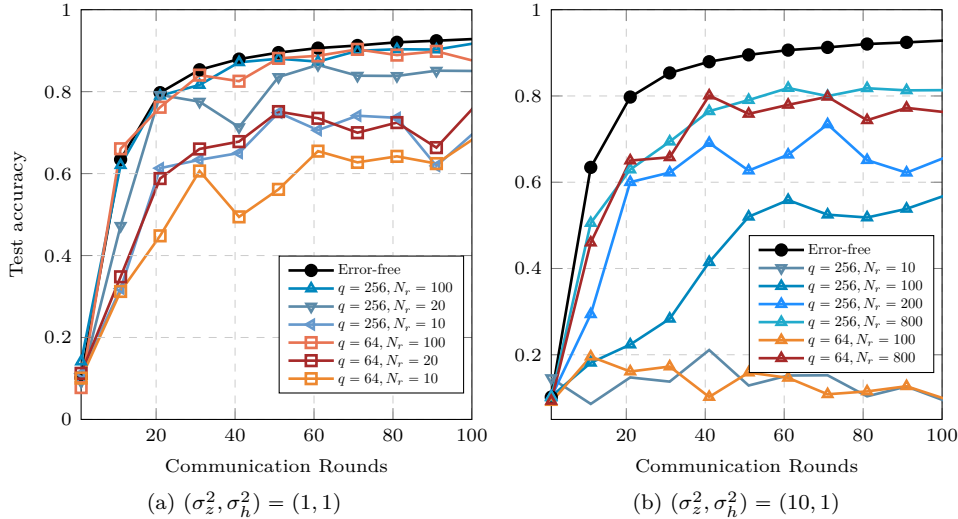 1
0.8
0.6
0.4
0.2
0
20
40
60
80
100
Test accuracy
Communication Rounds
Error-free
q = 256, N_r = 100
q = 256, N_r = 20
q = 256, N_r = 10
q = 64, N_r = 100
q = 64, N_r = 20
q = 64, N_r = 10
(a) (σ_z^2, σ_h^2) = (1, 1)
1
0.8
0.6
0.4
0.2
20
40
60
80
100
Communication Rounds
Error-free
q = 256, N_r = 10
q = 256, N_r = 100
q = 256, N_r = 200
q = 256, N_r = 800
q = 64, N_r = 100
q = 64, N_r = 800
(b) (σ_z^2, σ_h^2) = (10, 1)